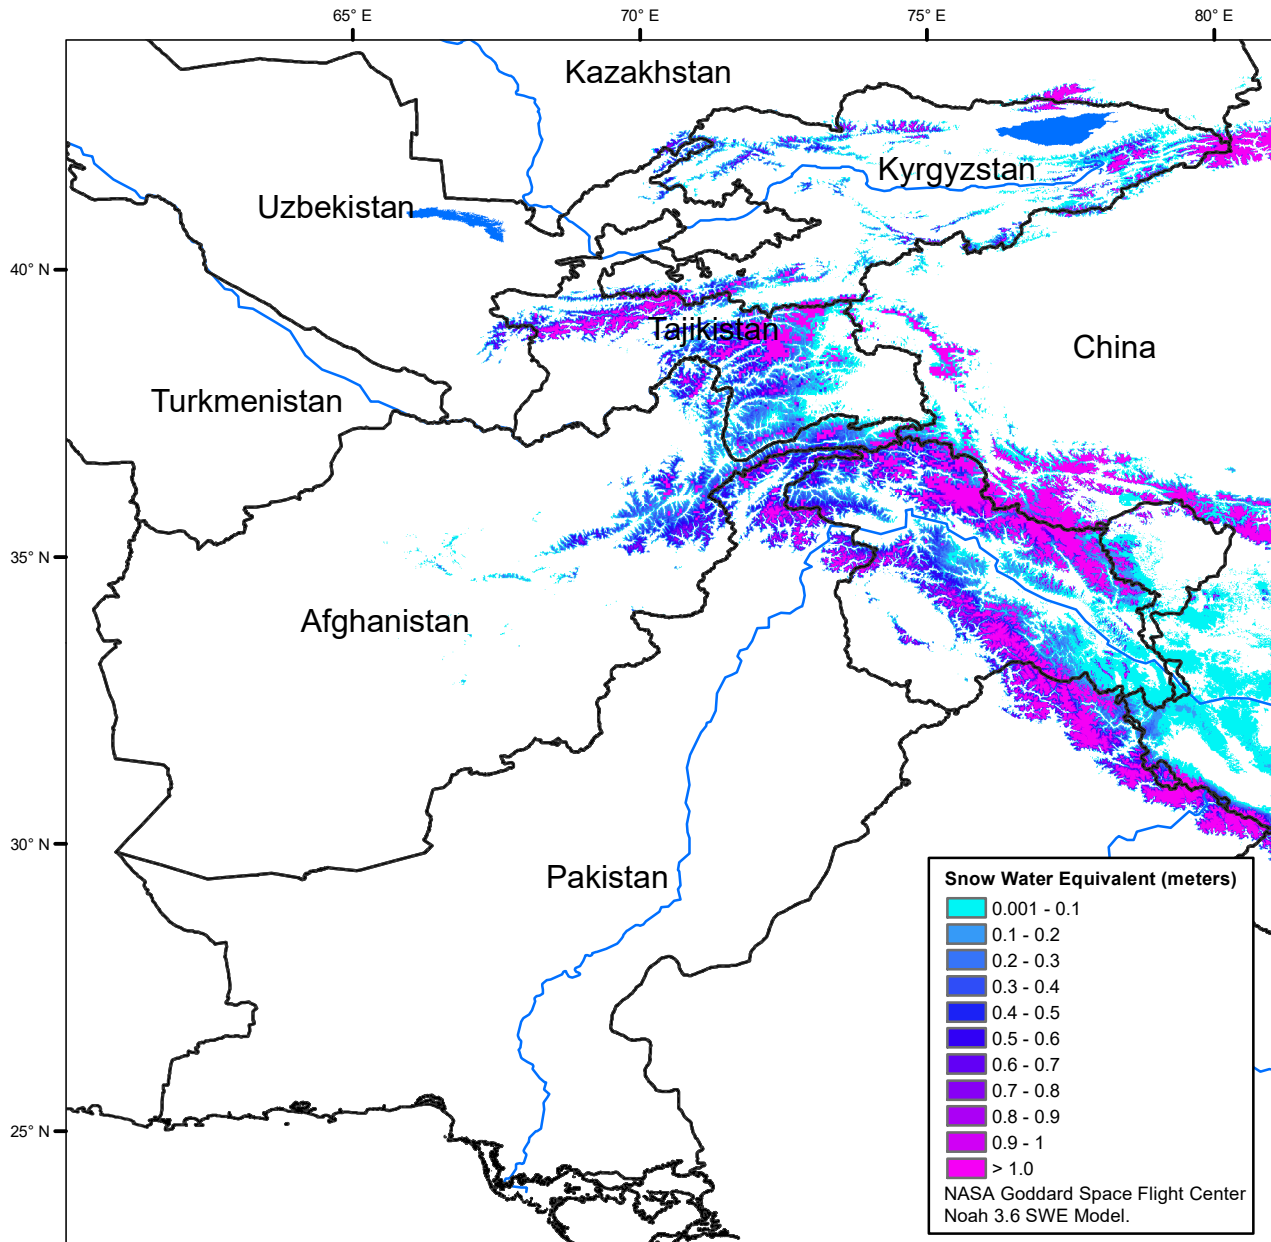 65° E
70° E
75° E
80° E
Kazakhstan
Kyrgyzstan
Uzbekistan
40° N
Tajikistan
China
Turkmenistan
35° N
Afghanistan
30° N
Pakistan
25° N
Snow Water Equivalent (meters)
0.001 - 0.1
0.1 - 0.2
0.2 - 0.3
0.3 - 0.4
0.4 - 0.5
0.5 - 0.6
0.6 - 0.7
0.7 - 0.8
0.8 - 0.9
0.9 - 1
> 1.0
NASA Goddard Space Flight Center
Noah 3.6 SWE Model.